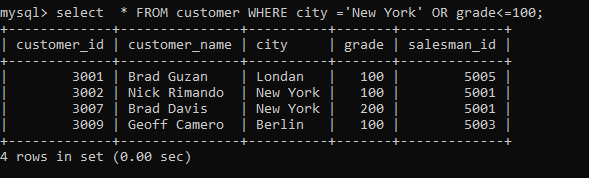 mysql> select  * FROM customer WHERE city ='New York' OR grade<=100;
+-------------+---------------+----------+-------+-------------+
| customer_id | customer_name | city     | grade | salesman_id |
+-------------+---------------+----------+-------+-------------+
|        3001 | Brad Guzan    | Londan   |   100 |        5005 |
|        3002 | Nick Rimando  | New York |   100 |        5001 |
|        3007 | Brad Davis    | New York |   200 |        5001 |
|        3009 | Geoff Camero  | Berlin   |   100 |        5003 |
+-------------+---------------+----------+-------+-------------+
4 rows in set (0.00 sec)